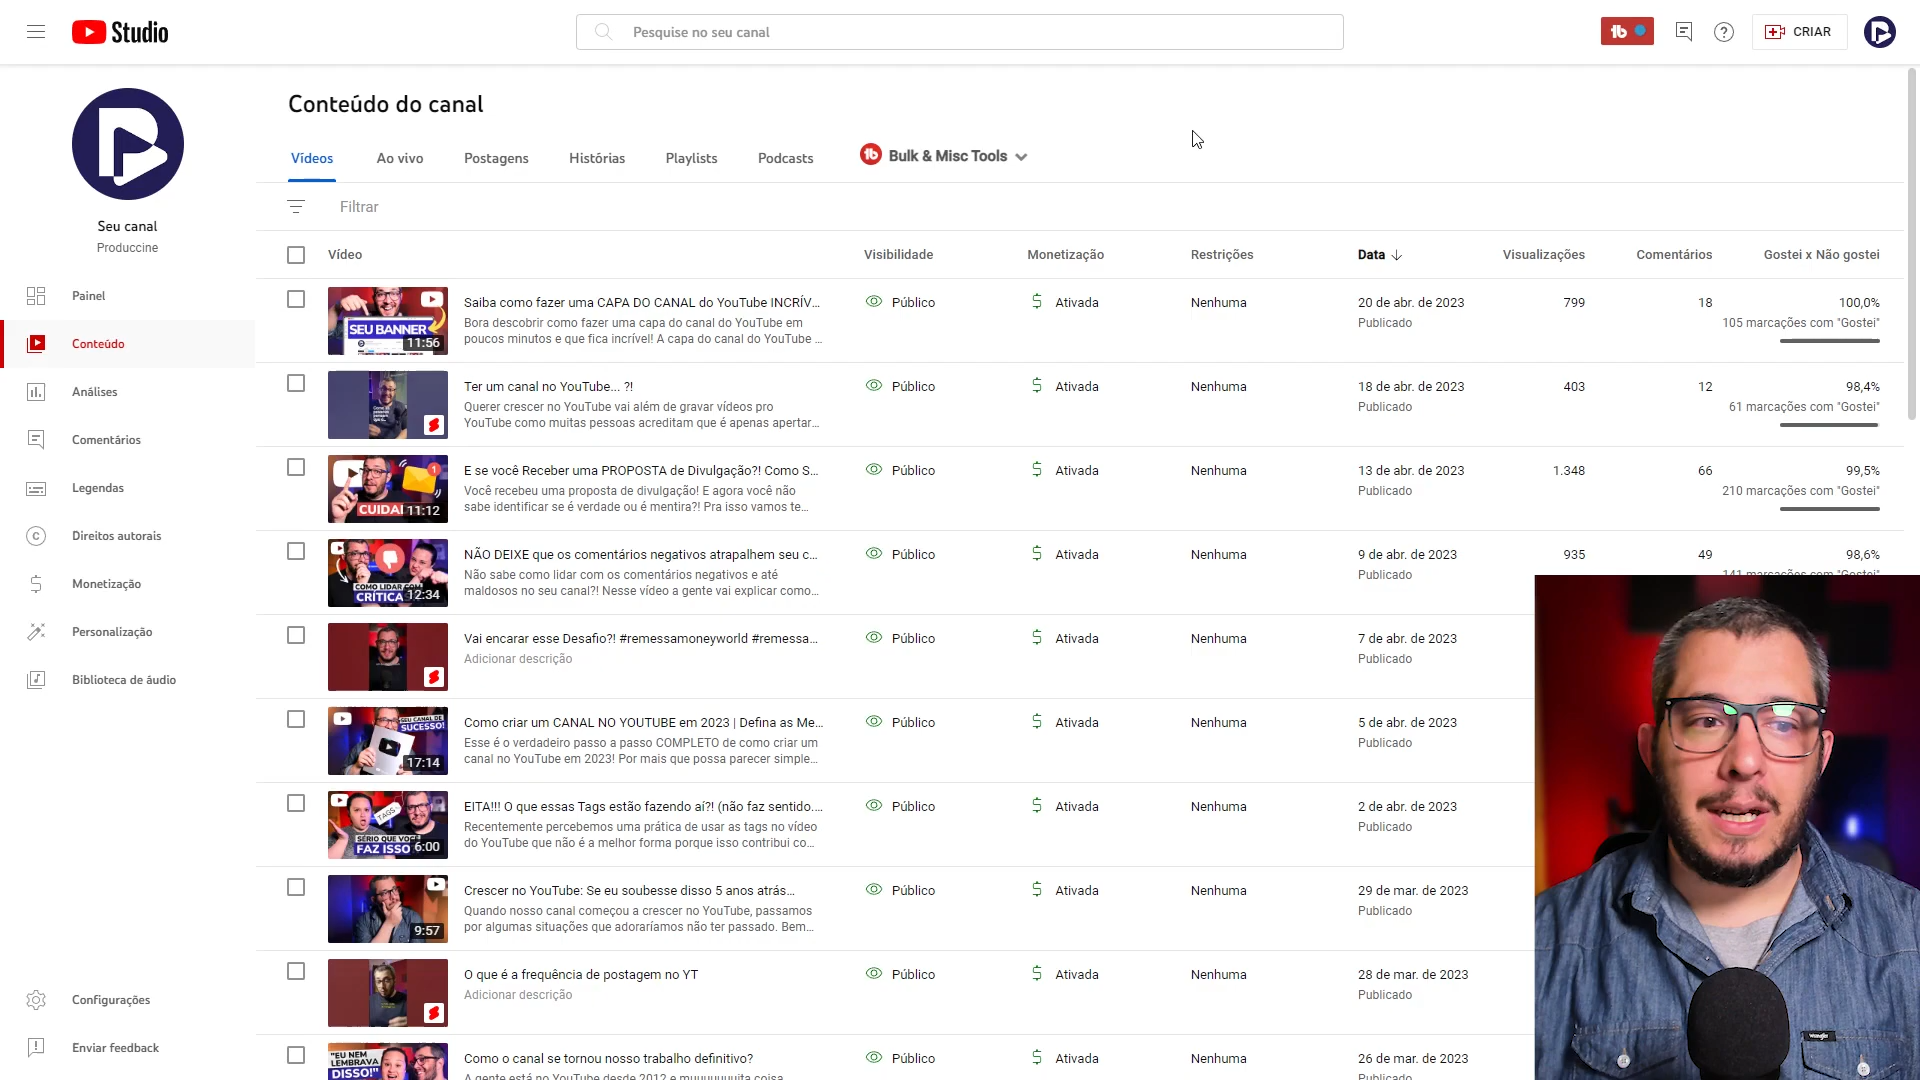 Studio
Pesquise no seu canal
CRIAR
Conteúdo do canal
Vídeos
Ao vivo
Postagens
Histórias
Playlists
Podcasts
Bulk & Misc Tools
Seu canal
Produccine
Painel
Conteúdo
Análises
Comentários
Legendas
Direitos autorais
Monetização
Personalização
Biblioteca de áudio
Configurações
Enviar feedback
Filtrar
Vídeo
Visibilidade
Monetização
Restrições
Data
Visualizações
Comentários
Gostei x Não gostei
SEU BANNER
11:56
Saiba como fazer uma CAPA DO CANAL do YouTube INCRÍV...
Bora descobrir como fazer uma capa do canal do YouTube em
poucos minutos e que fica incrível! A capa do canal do YouTube ...
Público
Ativada
Nenhuma
20 de abr. de 2023
Publicado
799
18
100,0%
105 marcações com "Gostei"
Ter um canal no YouTube... ?!
Querer crescer no YouTube vai além de gravar vídeos pro
YouTube como muitas pessoas acreditam que é apenas apertar...
Público
Ativada
Nenhuma
18 de abr. de 2023
Publicado
403
12
98,4%
61 marcações com "Gostei"
CUIDA
11:12
E se você Receber uma PROPOSTA de Divulgação?! Como S...
Você recebeu uma proposta de divulgação! E agora você não
sabe identificar se é verdade ou é mentira?! Pra isso vamos te...
Público
Ativada
Nenhuma
13 de abr. de 2023
Publicado
1.348
66
99,5%
210 marcações com "Gostei"
COMO LIDAR COM
CRÍTICAS
12:34
NÃO DEIXE que os comentários negativos atrapalhem seu c...
Não sabe como lidar com os comentários negativos e até
maldosos no seu canal?! Nesse vídeo a gente vai explicar como...
Público
Ativada
Nenhuma
9 de abr. de 2023
Publicado
935
49
98,6%
141 marcações com "Gostei"
Vai encarar esse Desafio?! #remessamoneyworld #remessa...
Adicionar descrição
Público
Ativada
Nenhuma
7 de abr. de 2023
Publicado
SEU CANAL DE
SUCESSO!
17:14
Como criar um CANAL NO YOUTUBE em 2023 | Defina as Me...
Esse é o verdadeiro passo a passo COMPLETO de como criar um
canal no YouTube em 2023! Por mais que possa parecer simple...
Público
Ativada
Nenhuma
5 de abr. de 2023
Publicado
TAGS
SÉRIO QUE VOCÊ
FAZ ISSO
6:00
EITA!!! O que essas Tags estão fazendo aí?! (não faz sentido....
Recentemente percebemos uma prática de usar as tags no vídeo
do YouTube que não é a melhor forma porque isso contribui co...
Público
Ativada
Nenhuma
2 de abr. de 2023
Publicado
9:57
Crescer no YouTube: Se eu soubesse disso 5 anos atrás...
Quando nosso canal começou a crescer no YouTube, passamos
por algumas situações que adoraríamos não ter passado. Bem...
Público
Ativada
Nenhuma
29 de mar. de 2023
Publicado
O que é a frequência de postagem no YT
Adicionar descrição
Público
Ativada
Nenhuma
28 de mar. de 2023
Publicado
"EU NEM
LEMBRAVA
DISSO!"
Como o canal se tornou nosso trabalho definitivo?
A gente está no YouTube desde 2012 e muuuuuuuita coisa
Público
Ativada
Nenhuma
26 de mar. de 2023
Publicado